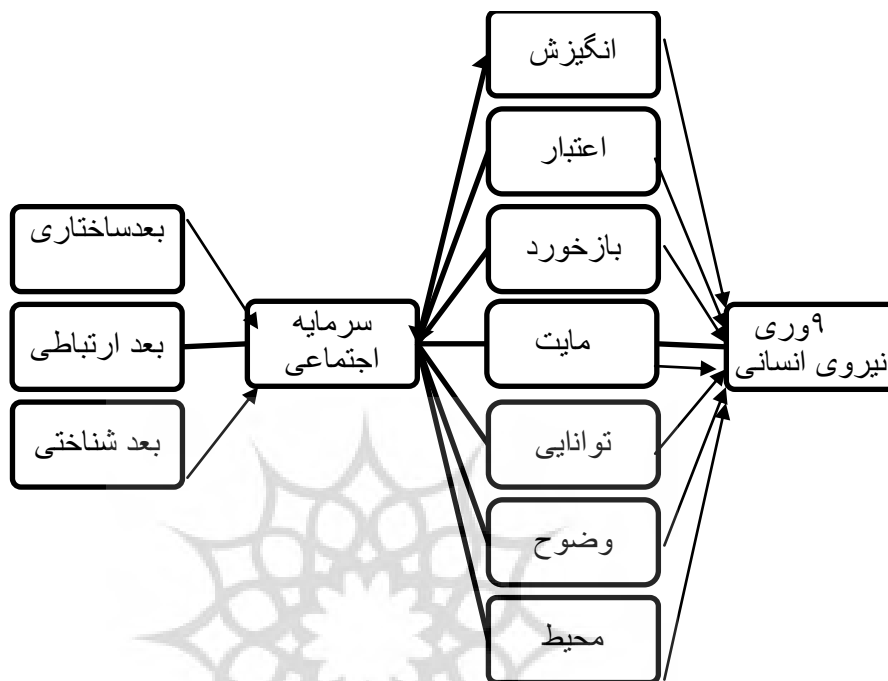 انگیزش
اعتبار
بازخورد
مایت
توانایی
وضوح
محیط
بعدساختاری
بعد ارتباطی
بعد شناختی
سرمایه
اجتماعی
۹وری
نیروی انسانی